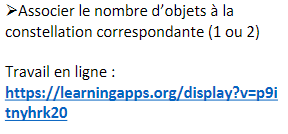 ➢Associer le nombre d’objets à la
constellation correspondante (1 ou 2)
Travail en ligne :
https://learningapps.org/display?v=p9i
tnyhrk20